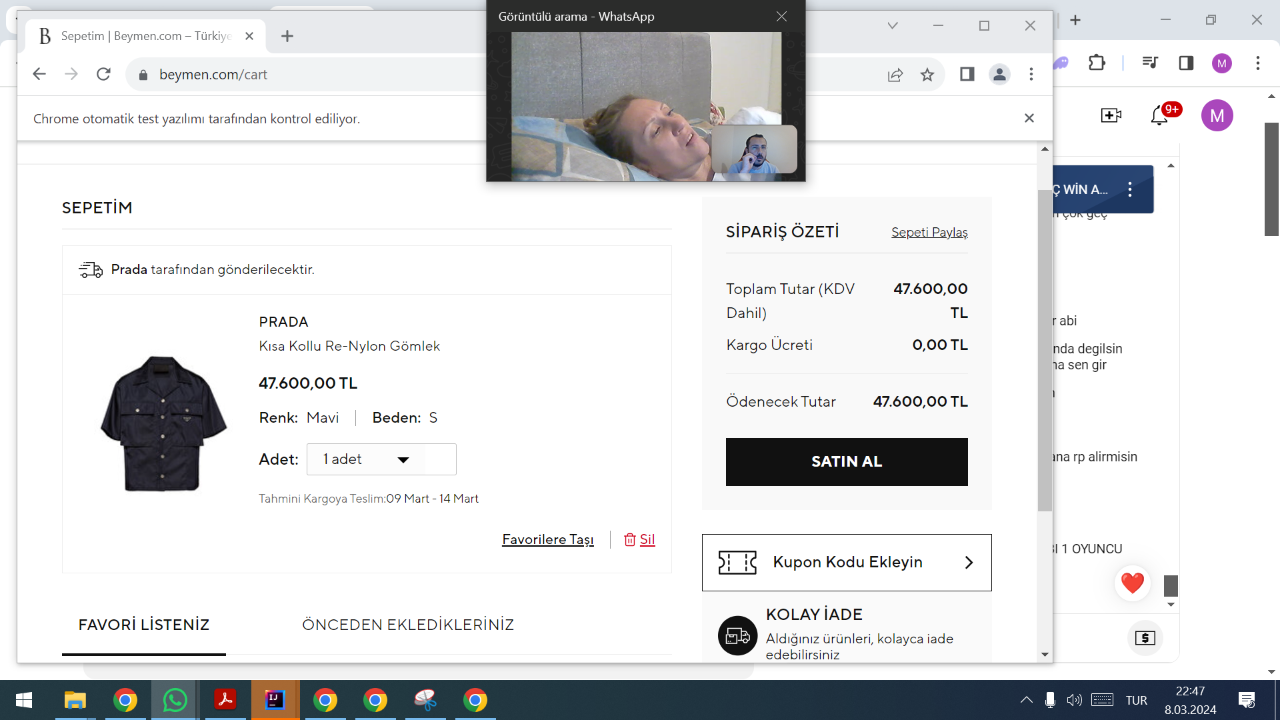 Görüntülü arama - WhatsApp
B Sepetim | Beymen.com – Türkiye
beymen.com/cart
M
Chrome otomatik test yazılımı tarafından kontrol ediliyor.
9+
M
SEPETİM
Prada tarafından gönderilecektir.
PRADA
Kısa Kollu Re-Nylon Gömlek
47.600,00 TL
Renk: Mavi
Beden: S
Adet: 1 adet
Tahmini Kargoya Teslim:09 Mart - 14 Mart
Favorilere Taşı
Sil
FAVORİ LİSTENİZ
ÖNCEDEN EKLEDİKLERİNİZ
SİPARİŞ ÖZETİ
Sepeti Paylaş
Toplam Tutar (KDV
Dahil)
47.600,00
TL
Kargo Ücreti
0,00 TL
Ödenecek Tutar
47.600,00 TL
SATIN AL
Kupon Kodu Ekleyin
KOLAY İADE
Aldığınız ürünleri, kolayca iade
edebilirsiniz
Ç WİN A...
çok geç
r abi
nda degilsin
na sen gir
ana rp alirmisin
1 OYUNCU
TUR
22:47
8.03.2024